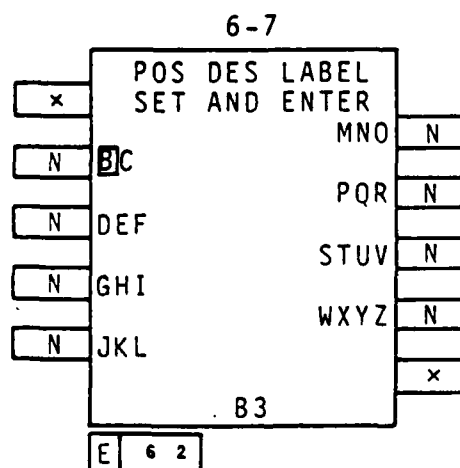 6-7
POS DES LABEL
× SET AND ENTER
MNO N
N BC
PQR N
N DEF
STUV N
N GHI
WXYZ N
N JKL
×
B3
E 6 2